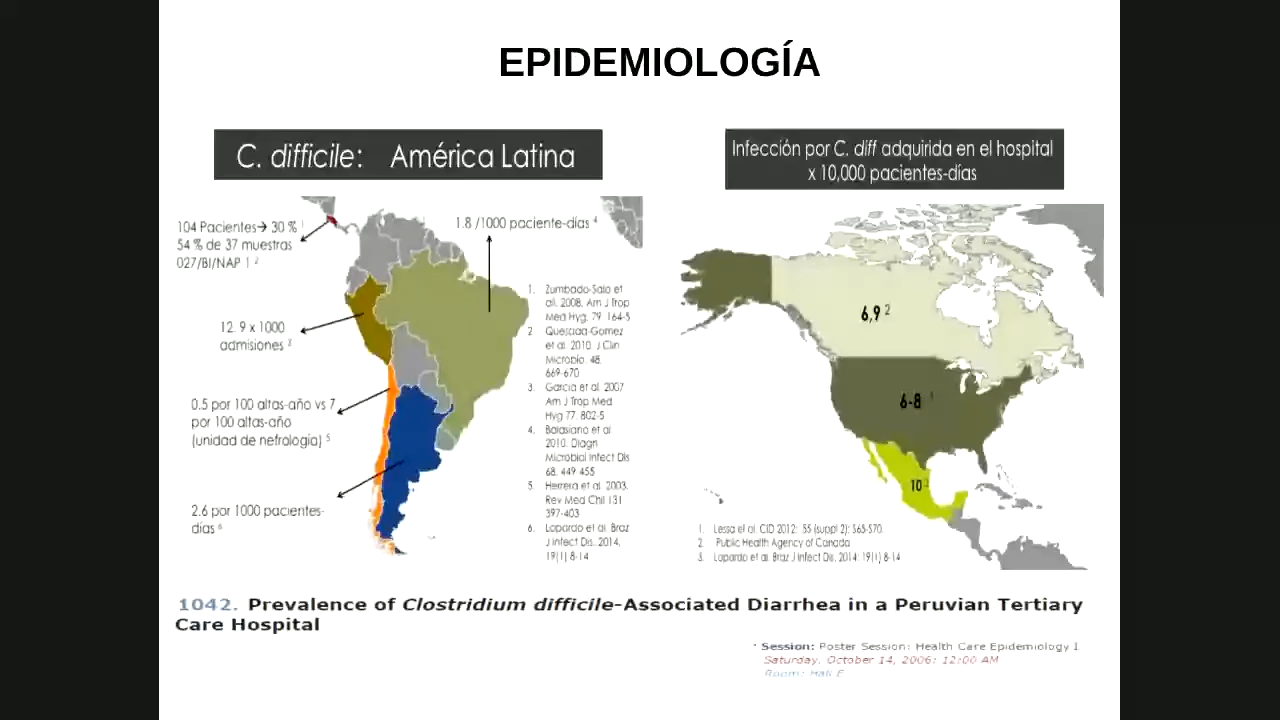 EPIDEMIOLOGÍA
C. difficile: América Latina
104 Pacientes→ 30 % 1
54 % de 37 muestras
027/BI/NAP 1 2
1.8 /1000 paciente-días 4
12. 9 x 1000
admisiones 3
0.5 por 100 altas-año vs 7
por 100 altas-año
(unidad de nefrología) 5
2.6 por 1000 pacientes-
días 6
1. Zumbado-Salo et
al. 2008, Am J Trop
Med Hyg. 79. 164-5
2 Quesada-Gomez
et al. 2010. J Clin
Microbio. 48.
669-670
3. Garcia et al. 2007
Am J Trop Med
Hyg 77. 802-5
4. Balasiano et al
2010. Diagn
Microbiol Infect Dis
68. 449 455
5. Herrera et al. 2003.
Rev Med Chil 131
397-403
6. Lopardo et al. Braz
J Infect Dis. 2014.
19(1) 8-14
Infección por C. diff adquirida en el hospital
x 10,000 pacientes-días
6,9 2
6-8 1
10 3
1. Lessa et al. CID 2012: 55 (suppl 2): S65-S70.
2. Public Health Agency of Canada
3. Lopardo et al. Braz J Infect Dis. 2014: 19(1) 8-14
1042. Prevalence of Clostridium difficile-Associated Diarrhea in a Peruvian Tertiary
Care Hospital
* Session: Poster Session: Health Care Epidemiology I
Saturday, October 14, 2006: 12:00 AM
Room: Hall E